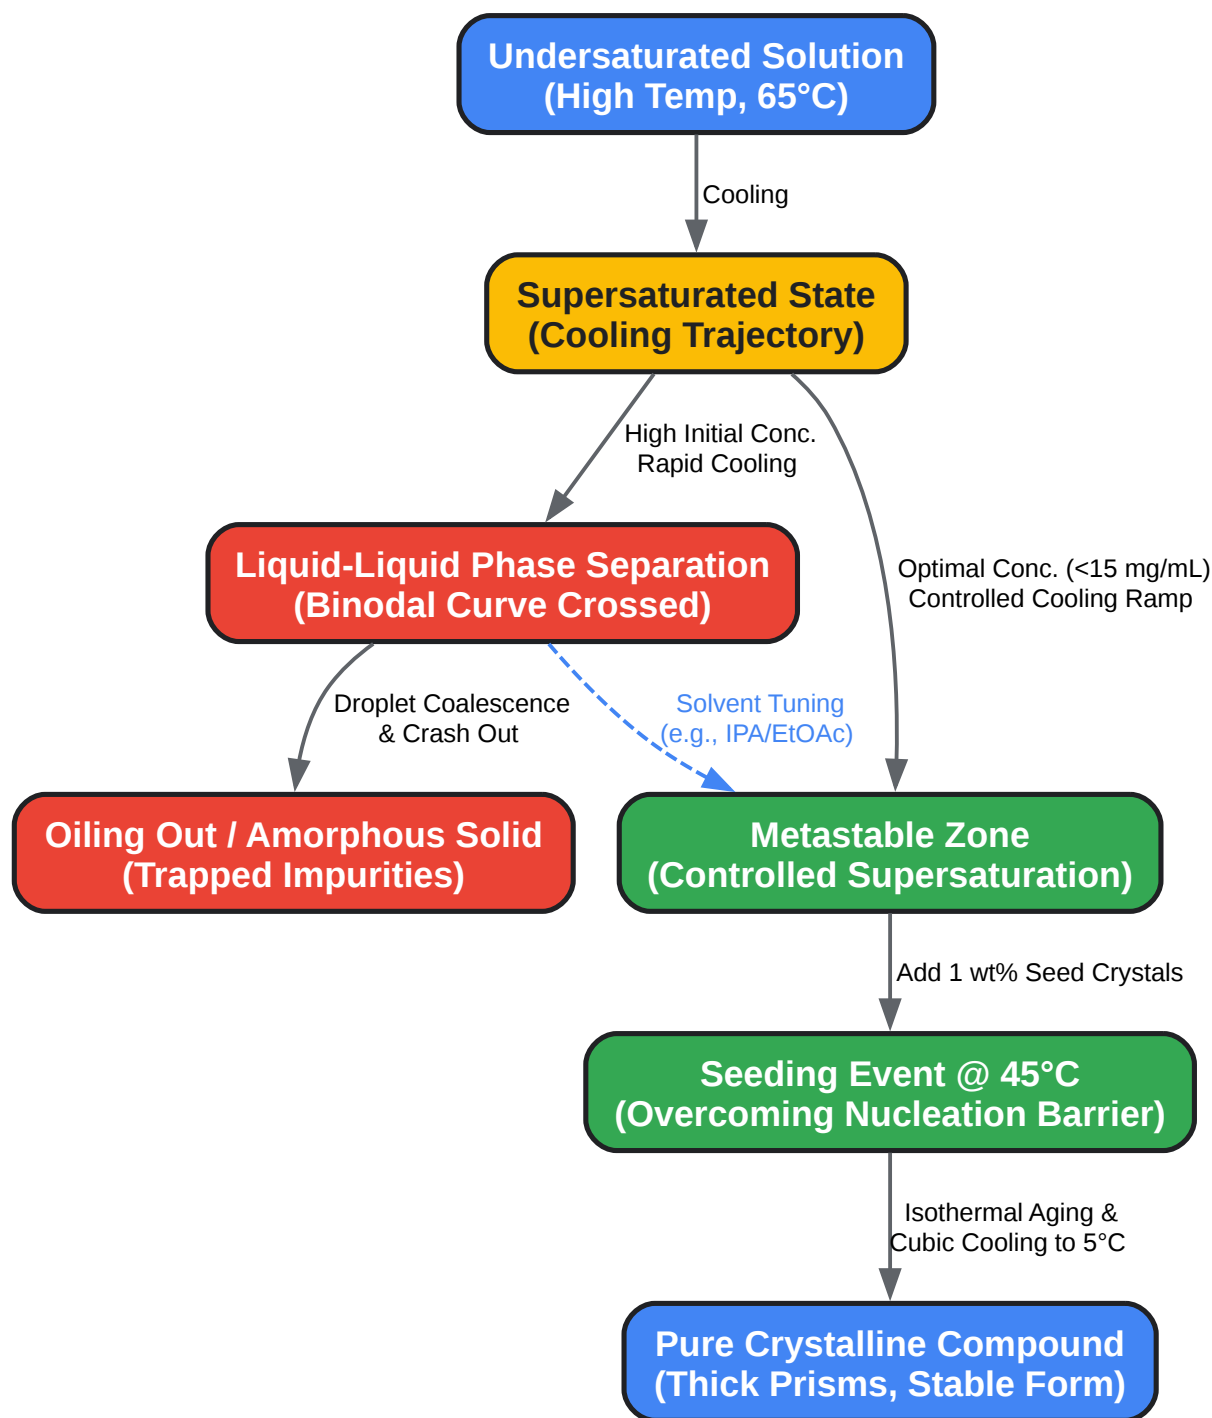 Undersaturated Solution
(High Temp, 65°C)
Cooling
Supersaturated State
(Cooling Trajectory)
High Initial Conc.
Rapid Cooling
Liquid-Liquid Phase Separation
(Binodal Curve Crossed)
Optimal Conc. (<15 mg/mL)
Controlled Cooling Ramp
Droplet Coalescence
& Crash Out
Solvent Tuning
(e.g., IPA/EtOAc)
Oiling Out / Amorphous Solid
(Trapped Impurities)
Metastable Zone
(Controlled Supersaturation)
Add 1 wt% Seed Crystals
Seeding Event @ 45°C
(Overcoming Nucleation Barrier)
Isothermal Aging &
Cubic Cooling to 5°C
Pure Crystalline Compound
(Thick Prisms, Stable Form)